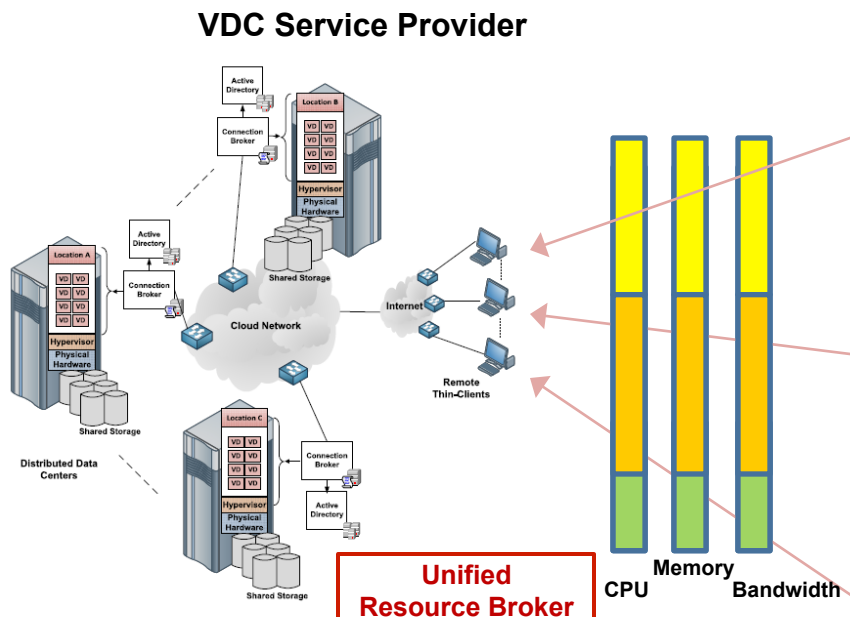 VDC Service Provider
Active
Directory
Connection
Broker
Location B
VD VD
VD VD
VD VD
VD VD
Hypervisor
Physical
Hardware
Shared Storage
Active
Directory
Connection
Broker
Location A
VD VD
VD VD
VD VD
VD VD
Hypervisor
Physical
Hardware
Shared Storage
Cloud Network
Internet
Remote
Thin-Clients
Distributed Data
Centers
Location C
VD VD
VD VD
VD VD
VD VD
Hypervisor
Physical
Hardware
Shared Storage
Connection
Broker
Active
Directory
Unified
Resource Broker
CPU
Memory
Bandwidth